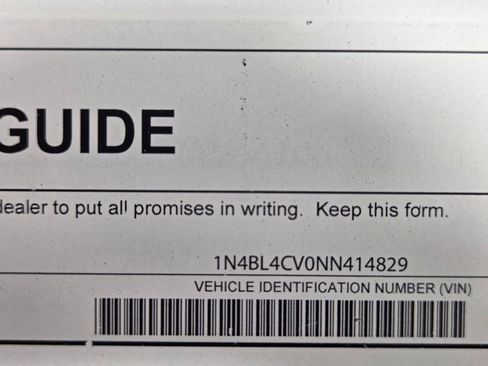 GUIDE
dealer to put all promises in writing. Keep this form.
1N4BL4CV0NN414829
VEHICLE IDENTIFICATION NUMBER (VIN)